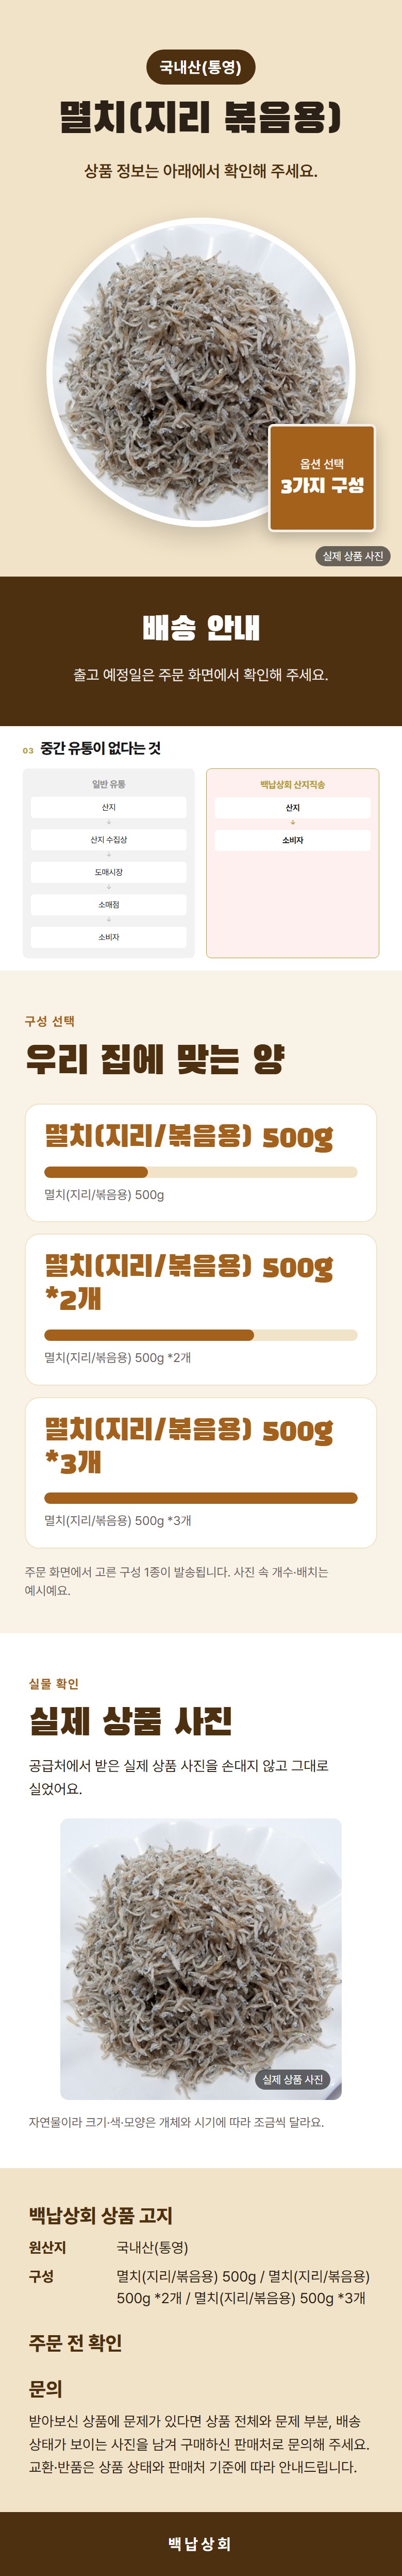 국내산(통영)
멸치(지리 볶음용)
상품 정보는 아래에서 확인해 주세요.
옵션 선택
3가지 구성
실제 상품 사진
배송 안내
출고 예정일은 주문 화면에서 확인해 주세요.
03 중간 유통이 없다는 것
일반 유통
산지
↓
산지 수집상
↓
도매시장
↓
소매점
↓
소비자
백납상회 산지직송
산지
↓
소비자
구성 선택
우리 집에 맞는 양
멸치(지리/볶음용) 500g
멸치(지리/볶음용) 500g
멸치(지리/볶음용) 500g
*2개
멸치(지리/볶음용) 500g *2개
멸치(지리/볶음용) 500g
*3개
멸치(지리/볶음용) 500g *3개
주문 화면에서 고른 구성 1종이 발송됩니다. 사진 속 개수·배치는
예시예요.
실물 확인
실제 상품 사진
공급처에서 받은 실제 상품 사진을 손대지 않고 그대로
실었어요.
실제 상품 사진
자연물이라 크기·색·모양은 개체와 시기에 따라 조금씩 달라요.
백납상회 상품 고지
원산지 국내산(통영)
구성 멸치(지리/볶음용) 500g / 멸치(지리/볶음용)
500g *2개 / 멸치(지리/볶음용) 500g *3개
주문 전 확인
문의
받아보신 상품에 문제가 있다면 상품 전체와 문제 부분, 배송
상태가 보이는 사진을 남겨 구매하신 판매처로 문의해 주세요.
교환·반품은 상품 상태와 판매처 기준에 따라 안내드립니다.
백납상회